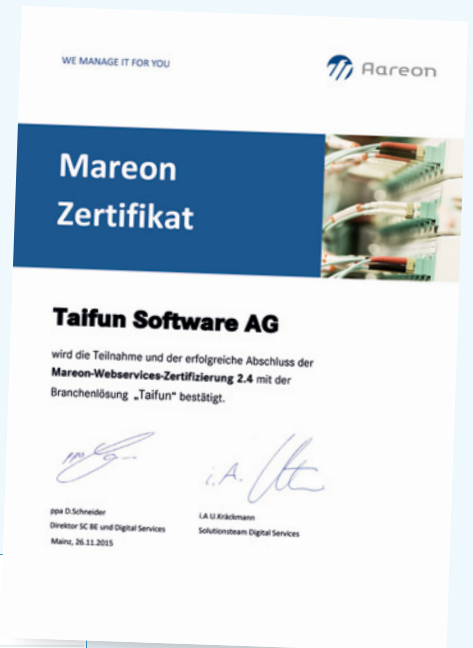 WE MANAGE IT FOR YOU
Aareon
Mareon
Zertifikat
Taifun Software AG
wird die Teilnahme und der erfolgreiche Abschluss der
Mareon-Webservices-Zertifizierung 2.4 mit der
Branchenlösung „Taifun“ bestätigt.
ppa
i.A.
ppa D.Schneider
Direktor SC BE und Digital Services
Mainz, 26.11.2015
i.A U.Kräckmann
Solutionsteam Digital Services